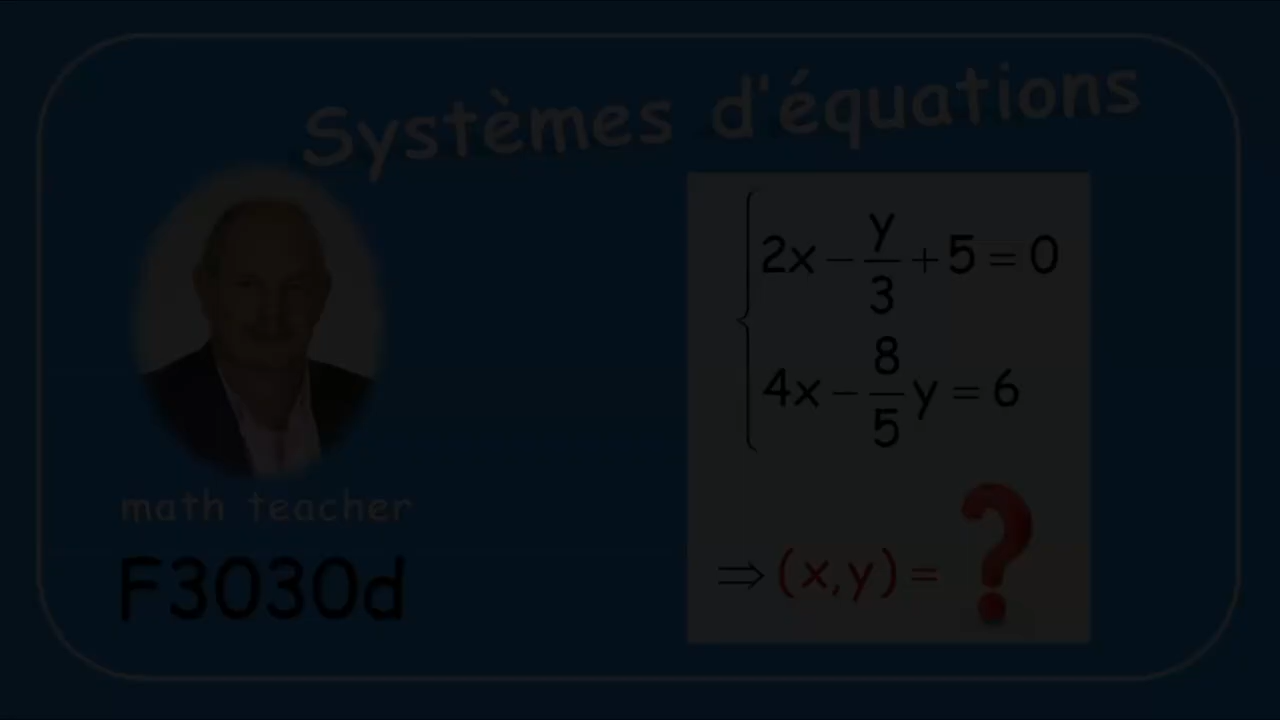 Systèmes d'équations
2x - y/3 + 5 = 0
4x - 8/5 y = 6
⇒ (x,y) = ?
math teacher
F3030d